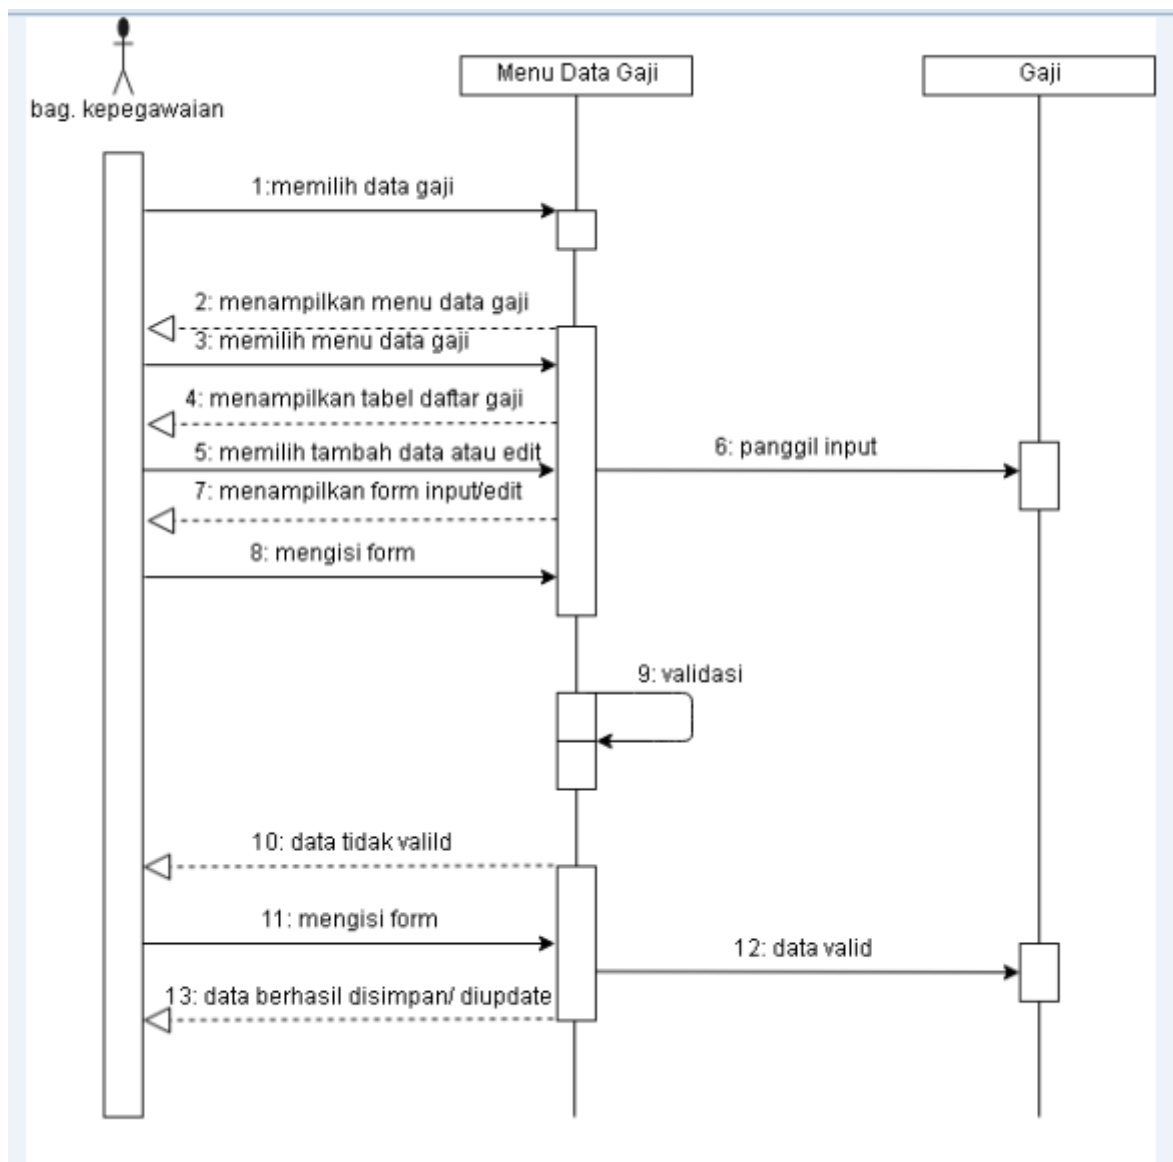 bag. kepegawaian
Menu Data Gaji
Gaji
1:memilih data gaji
2: menampilkan menu data gaji
3: memilih menu data gaji
4: menampilkan tabel daftar gaji
5: memilih tambah data atau edit
6: panggil input
7: menampilkan form input/edit
8: mengisi form
9: validasi
10: data tidak valild
11: mengisi form
12: data valid
13: data berhasil disimpan/ diupdate